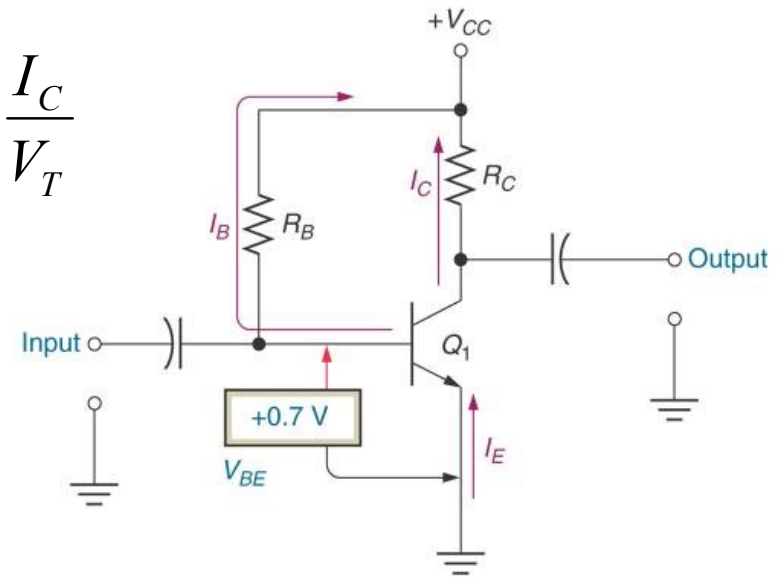 +V_CC
I_C
V_T
I_C
R_C
I_B
R_B
Output
Input
Q_1
+0.7 V
I_E
V_BE